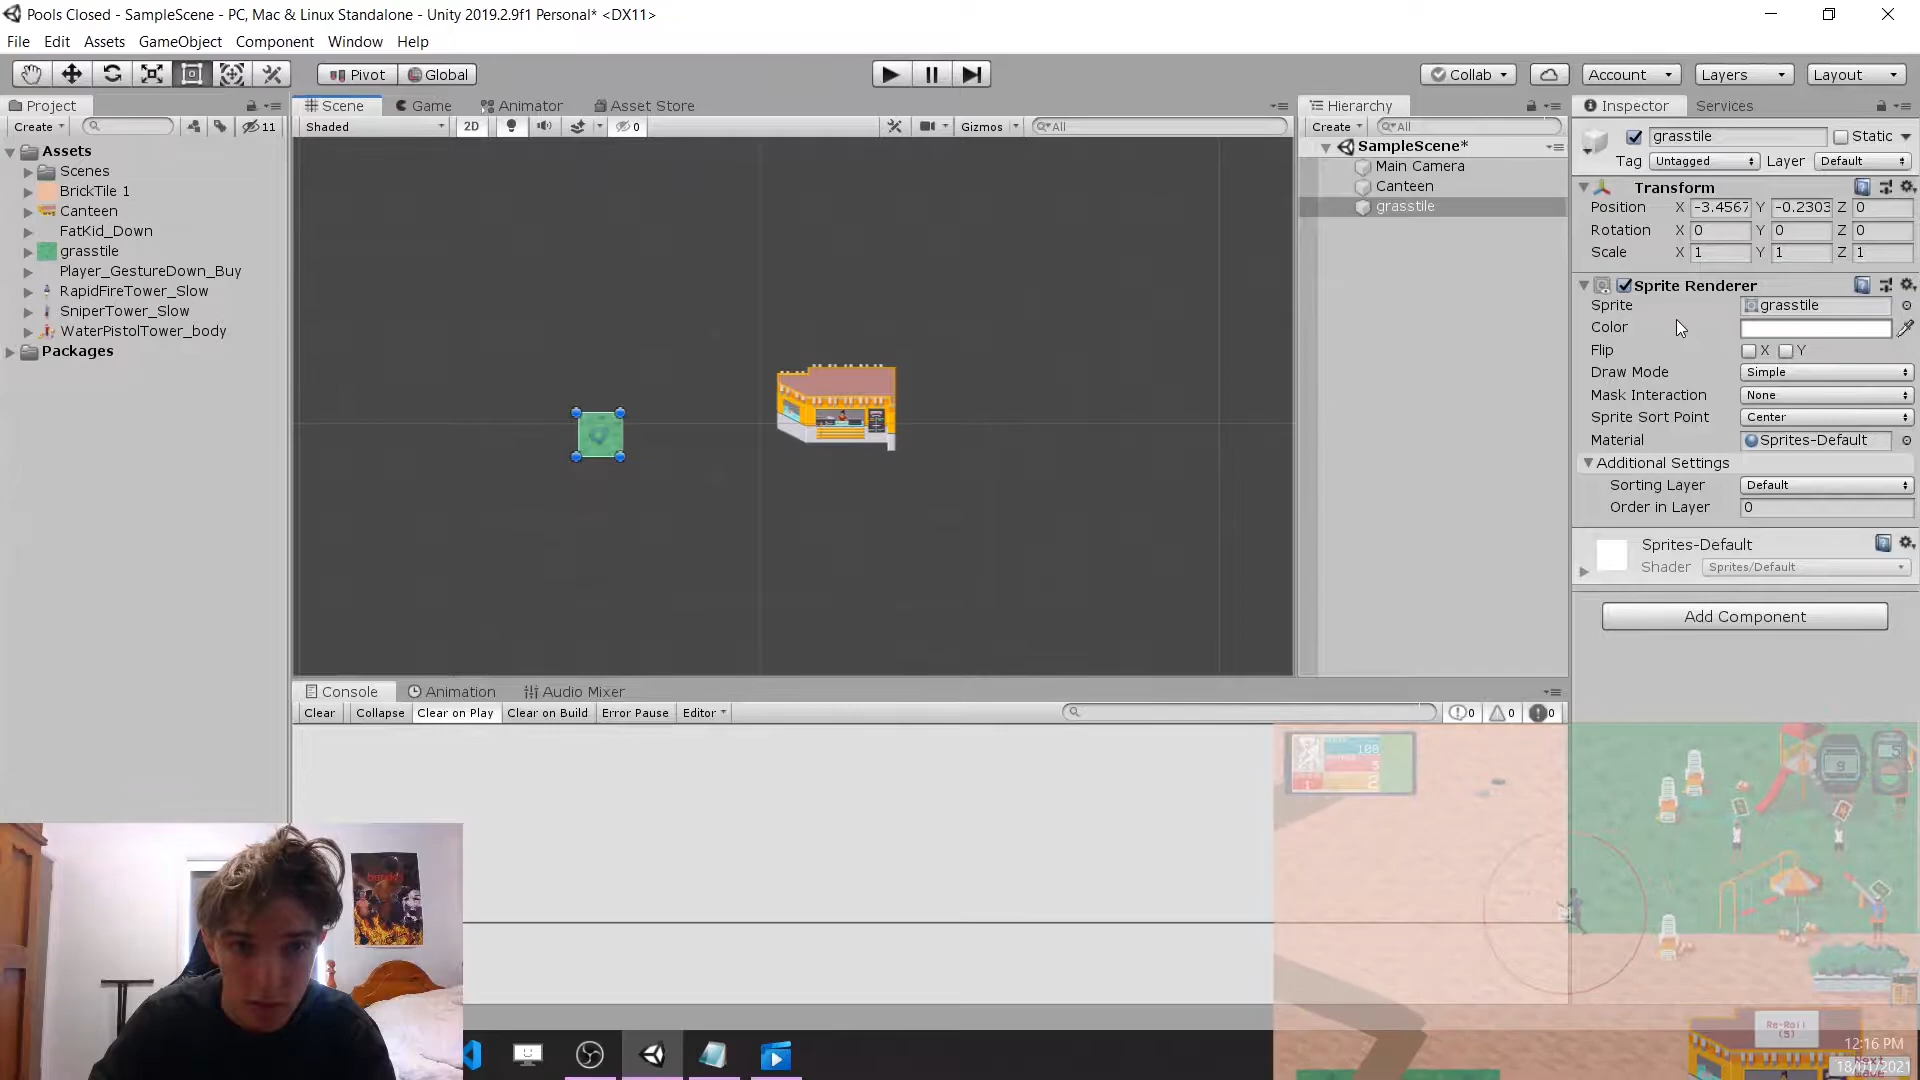 Pools Closed - SampleScene - PC, Mac & Linux Standalone - Unity 2019.2.9f1 Personal* <DX11>
File Edit Assets GameObject Component Window Help
Pivot Global Collab Account Layers Layout
Project Scene Game Animator Asset Store Hierarchy Inspector Services
Create 11 Shaded 2D 0 Gizmos All Create All
grasstile Static
Tag Untagged Layer Default
Assets
Scenes
BrickTile 1
Canteen
FatKid_Down
grasstile
Player_GestureDown_Buy
RapidFireTower_Slow
SniperTower_Slow
WaterPistolTower_body
Packages
SampleScene*
Main Camera
Canteen
grasstile
Transform
Position X -3.4567 Y -0.2303 Z 0
Rotation X 0 Y 0 Z 0
Scale X 1 Y 1 Z 1
Sprite Renderer
Sprite grasstile
Color
Flip X Y
Draw Mode Simple
Mask Interaction None
Sprite Sort Point Center
Material Sprites-Default
Additional Settings
Sorting Layer Default
Order in Layer 0
Sprites-Default
Shader Sprites/Default
Add Component
Console Animation Audio Mixer
Clear Collapse Clear on Play Clear on Build Error Pause Editor 0 0 0
Re-Roll
(5)
12:16 PM
18/01/2021